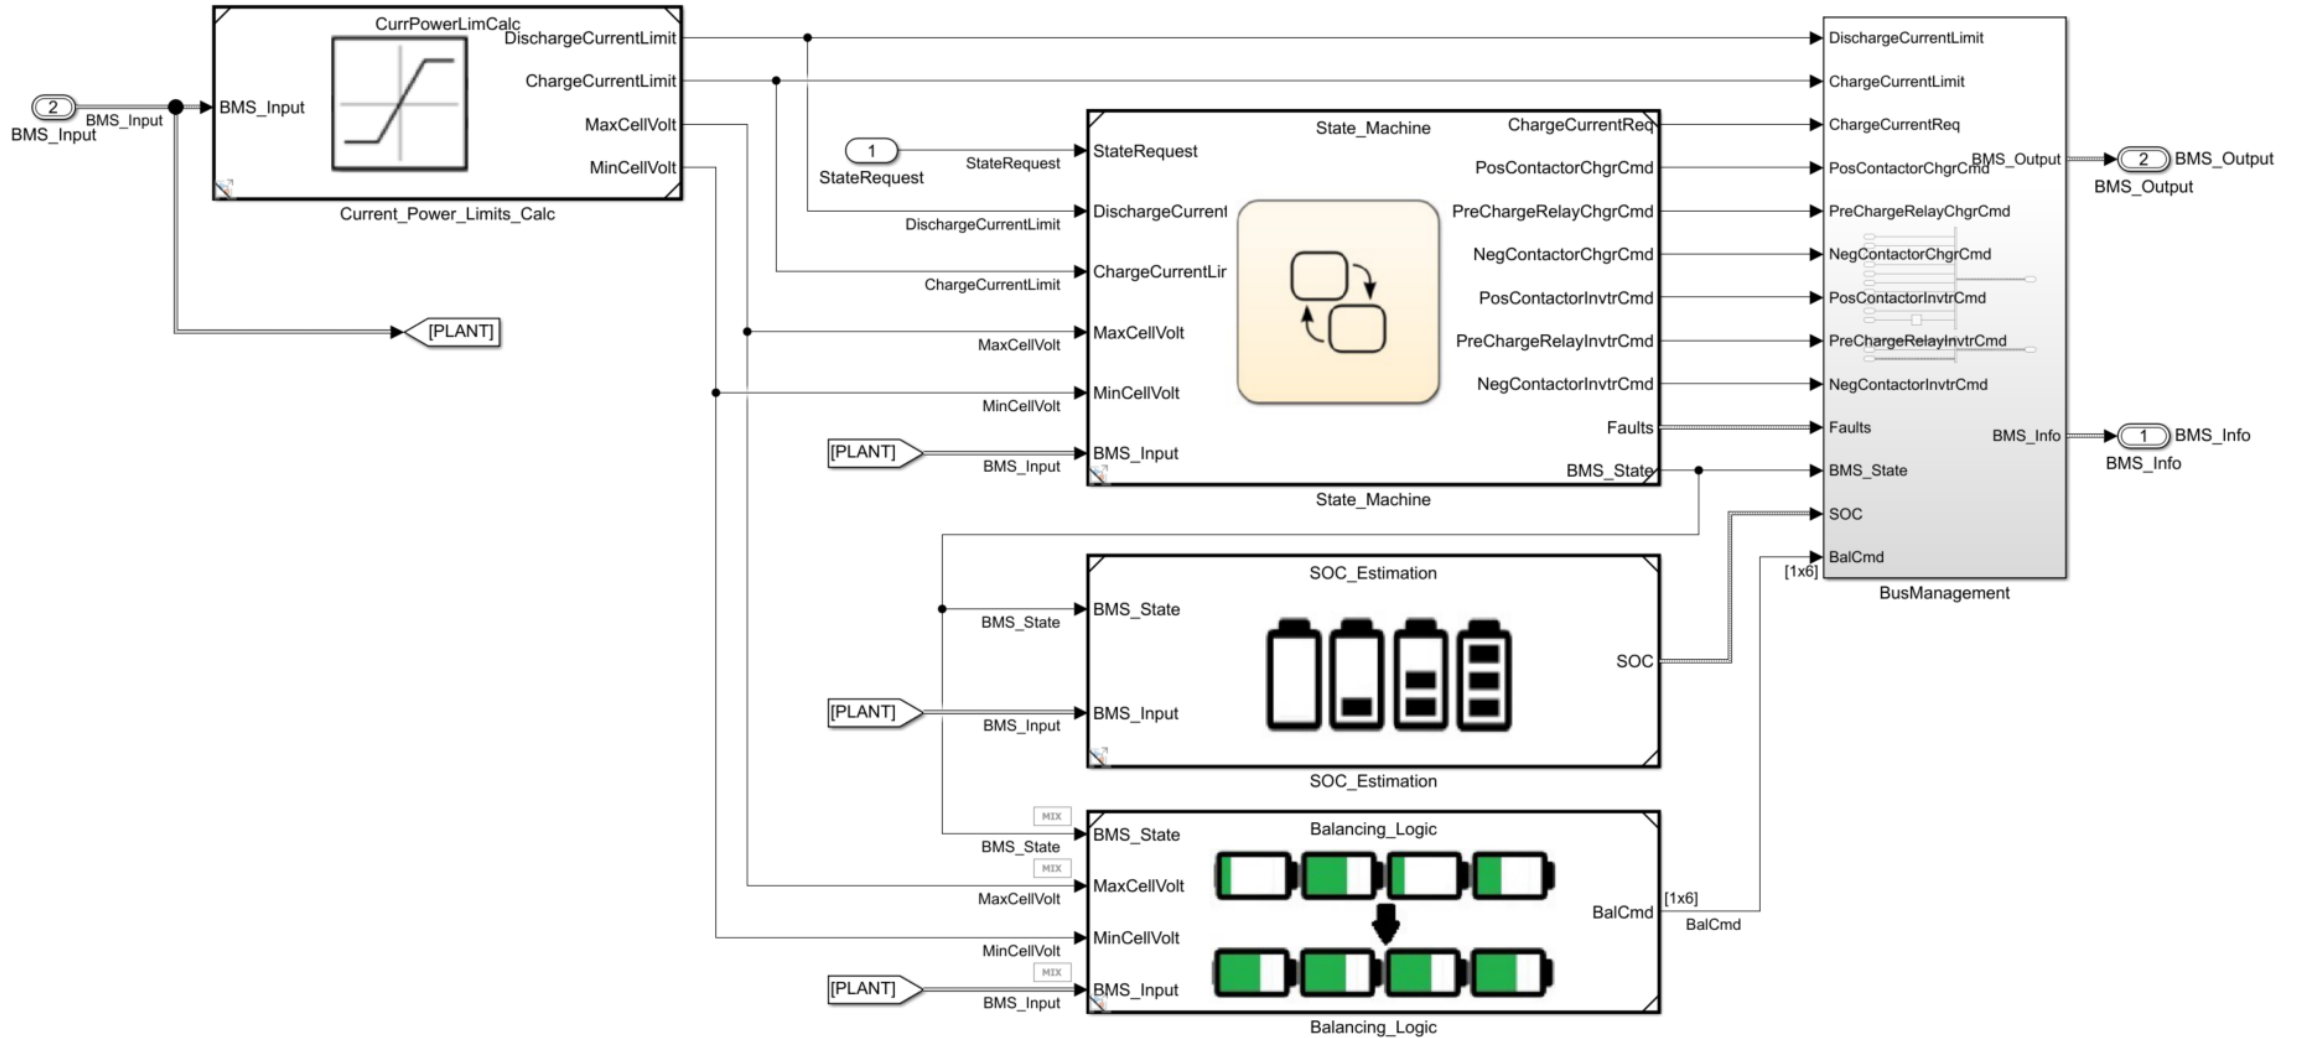 CurrPowerLimCalc
DischargeCurrentLimit
ChargeCurrentLimit
MaxCellVolt
MinCellVolt
BMS_Input
Current_Power_Limits_Calc
2
BMS_Input
BMS_Input
[PLANT]
1
StateRequest
StateRequest
DischargeCurrentLimit
ChargeCurrentLimit
MaxCellVolt
MinCellVolt
[PLANT]
BMS_Input
State_Machine
StateRequest
DischargeCurrent
ChargeCurrentLir
MaxCellVolt
MinCellVolt
BMS_Input
ChargeCurrentReq
PosContactorChgrCmd
PreChargeRelayChgrCmd
NegContactorChgrCmd
PosContactorInvtrCmd
PreChargeRelayInvtrCmd
NegContactorInvtrCmd
Faults
BMS_State
State_Machine
BMS_State
[PLANT]
BMS_Input
SOC_Estimation
BMS_State
BMS_Input
SOC
SOC_Estimation
MIX
BMS_State
MIX
MaxCellVolt
MinCellVolt
MIX
[PLANT]
BMS_Input
Balancing_Logic
BMS_State
MaxCellVolt
MinCellVolt
BMS_Input
BalCmd
Balancing_Logic
[1x6]
BalCmd
DischargeCurrentLimit
ChargeCurrentLimit
ChargeCurrentReq
PosContactorChgrCmd
PreChargeRelayChgrCmd
NegContactorChgrCmd
PosContactorInvtrCmd
PreChargeRelayInvtrCmd
NegContactorInvtrCmd
Faults
BMS_State
SOC
BalCmd
[1x6]
BMS_Output
BMS_Info
BusManagement
2
BMS_Output
BMS_Output
1
BMS_Info
BMS_Info